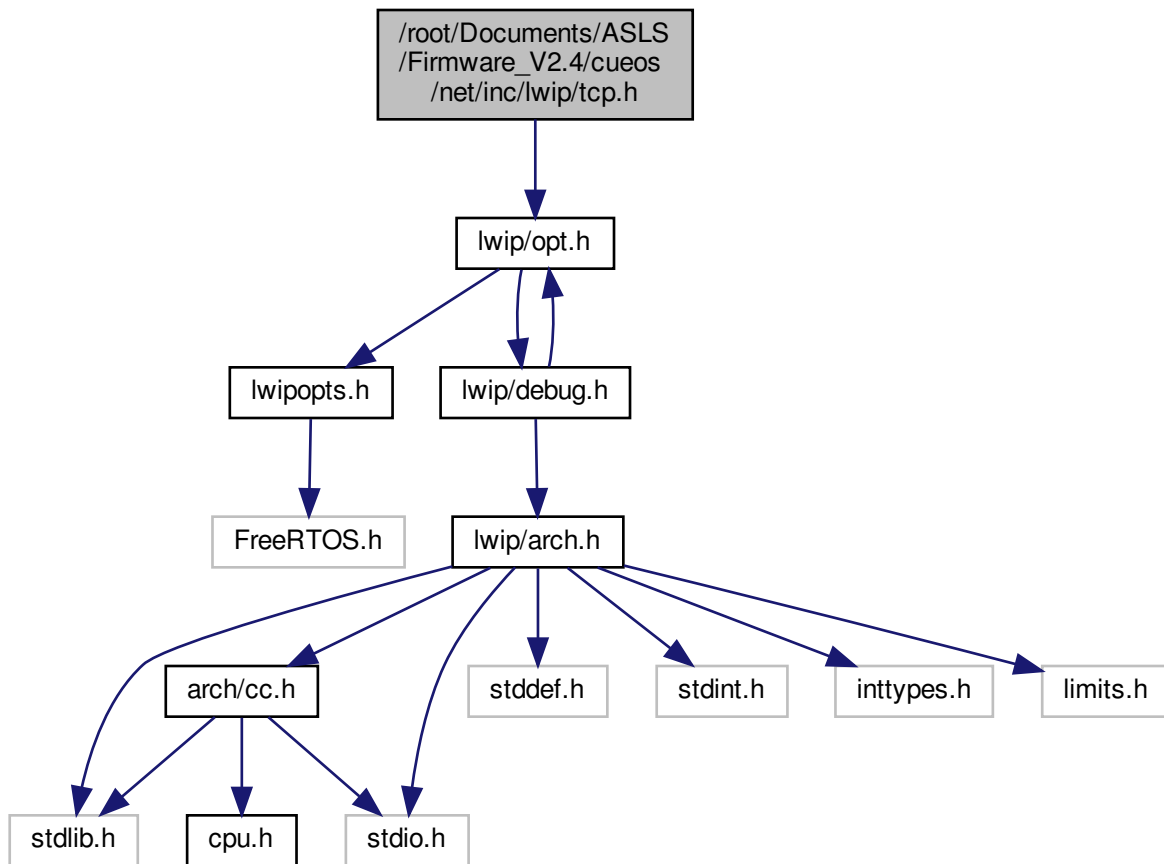 /root/Documents/ASLS
/Firmware_V2.4/cueos
/net/inc/lwip/tcp.h
lwip/opt.h
lwipopts.h
lwip/debug.h
FreeRTOS.h
lwip/arch.h
arch/cc.h
stddef.h
stdint.h
inttypes.h
limits.h
stdlib.h
cpu.h
stdio.h